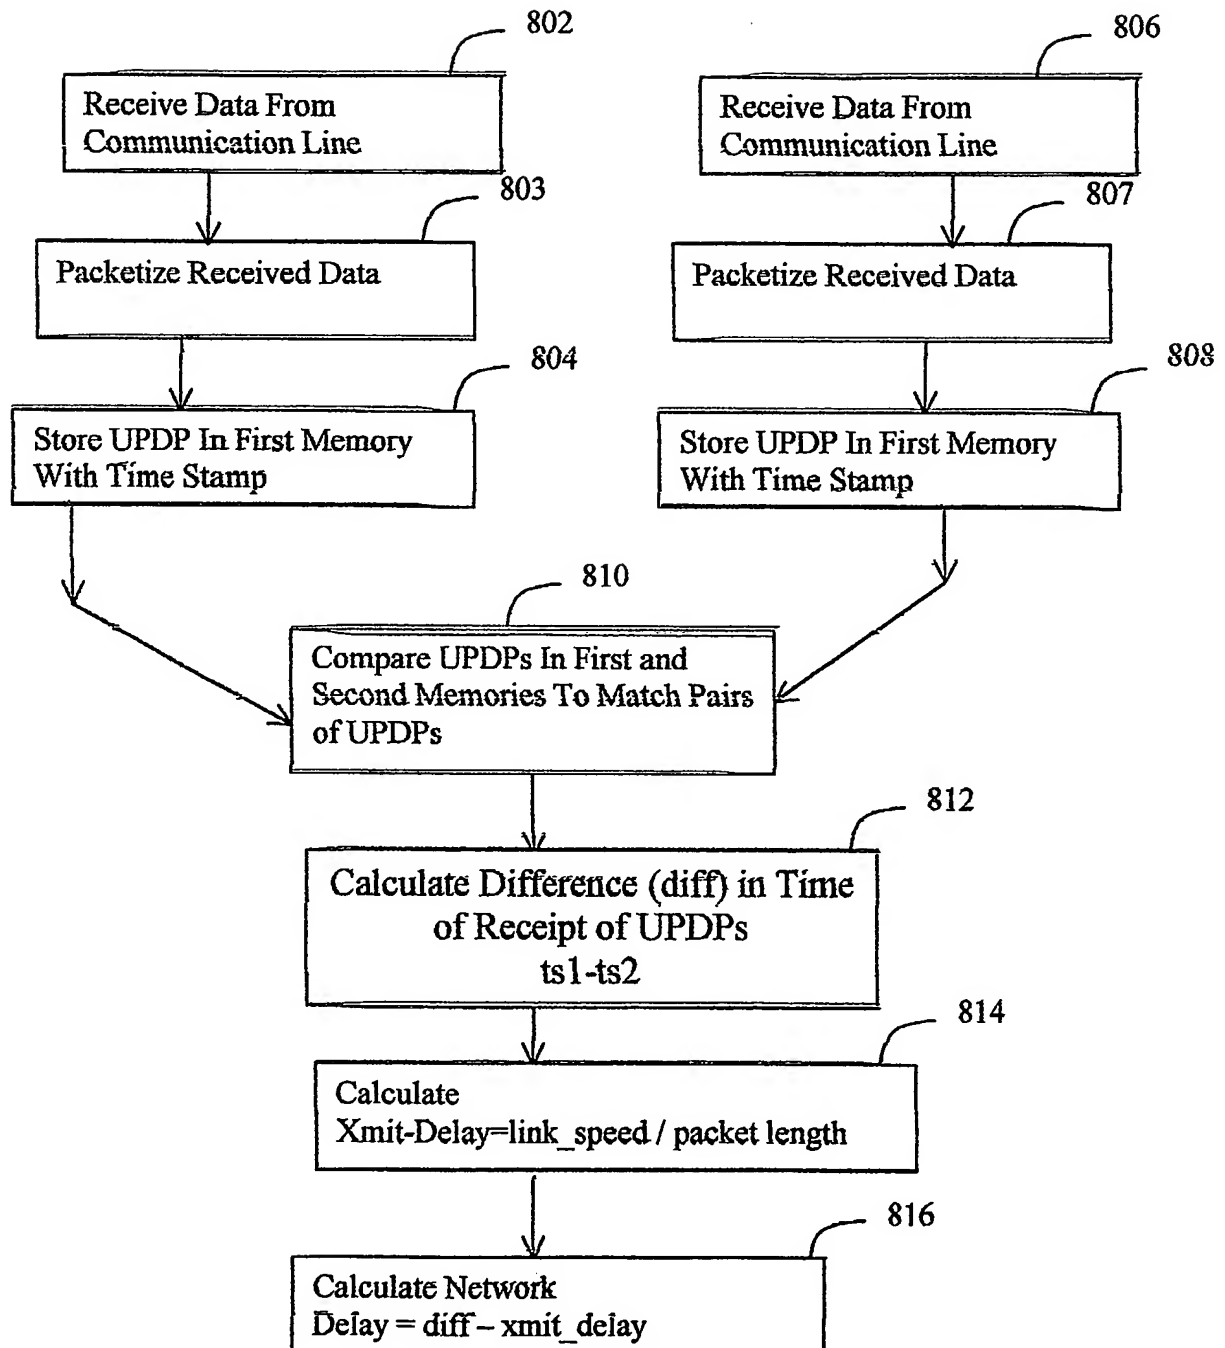 802
Receive Data From
Communication Line
803
Packetize Received Data
804
Store UPDP In First Memory
With Time Stamp
806
Receive Data From
Communication Line
807
Packetize Received Data
808
Store UPDP In First Memory
With Time Stamp
810
Compare UPDPs In First and
Second Memories To Match Pairs
of UPDPs
812
Calculate Difference (diff) in Time
of Receipt of UPDPs
ts1-ts2
814
Calculate
Xmit-Delay=link_speed / packet length
816
Calculate Network
Delay = diff – xmit_delay